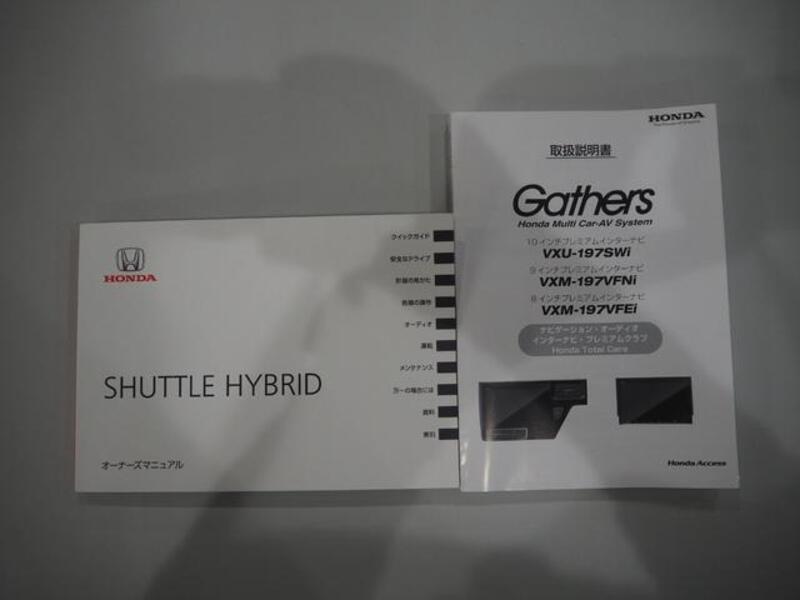 HONDA
SHUTTLE HYBRID
オーナーズマニュアル
クイックガイド
安全なドライブ
計器の見かた
各部の操作
オーディオ
運転
メンテナンス
万一の場合には
資料
索引
HONDA
The Power of Dreams
取扱説明書
Gathers
Honda Multi Car-AV System
10インチプレミアムインターナビ
VXU-197SWi
9インチプレミアムインターナビ
VXM-197VFNi
8インチプレミアムインターナビ
VXM-197VFEi
ナビゲーション・オーディオ
インターナビ・プレミアムクラブ
Honda Total Care
Honda Access